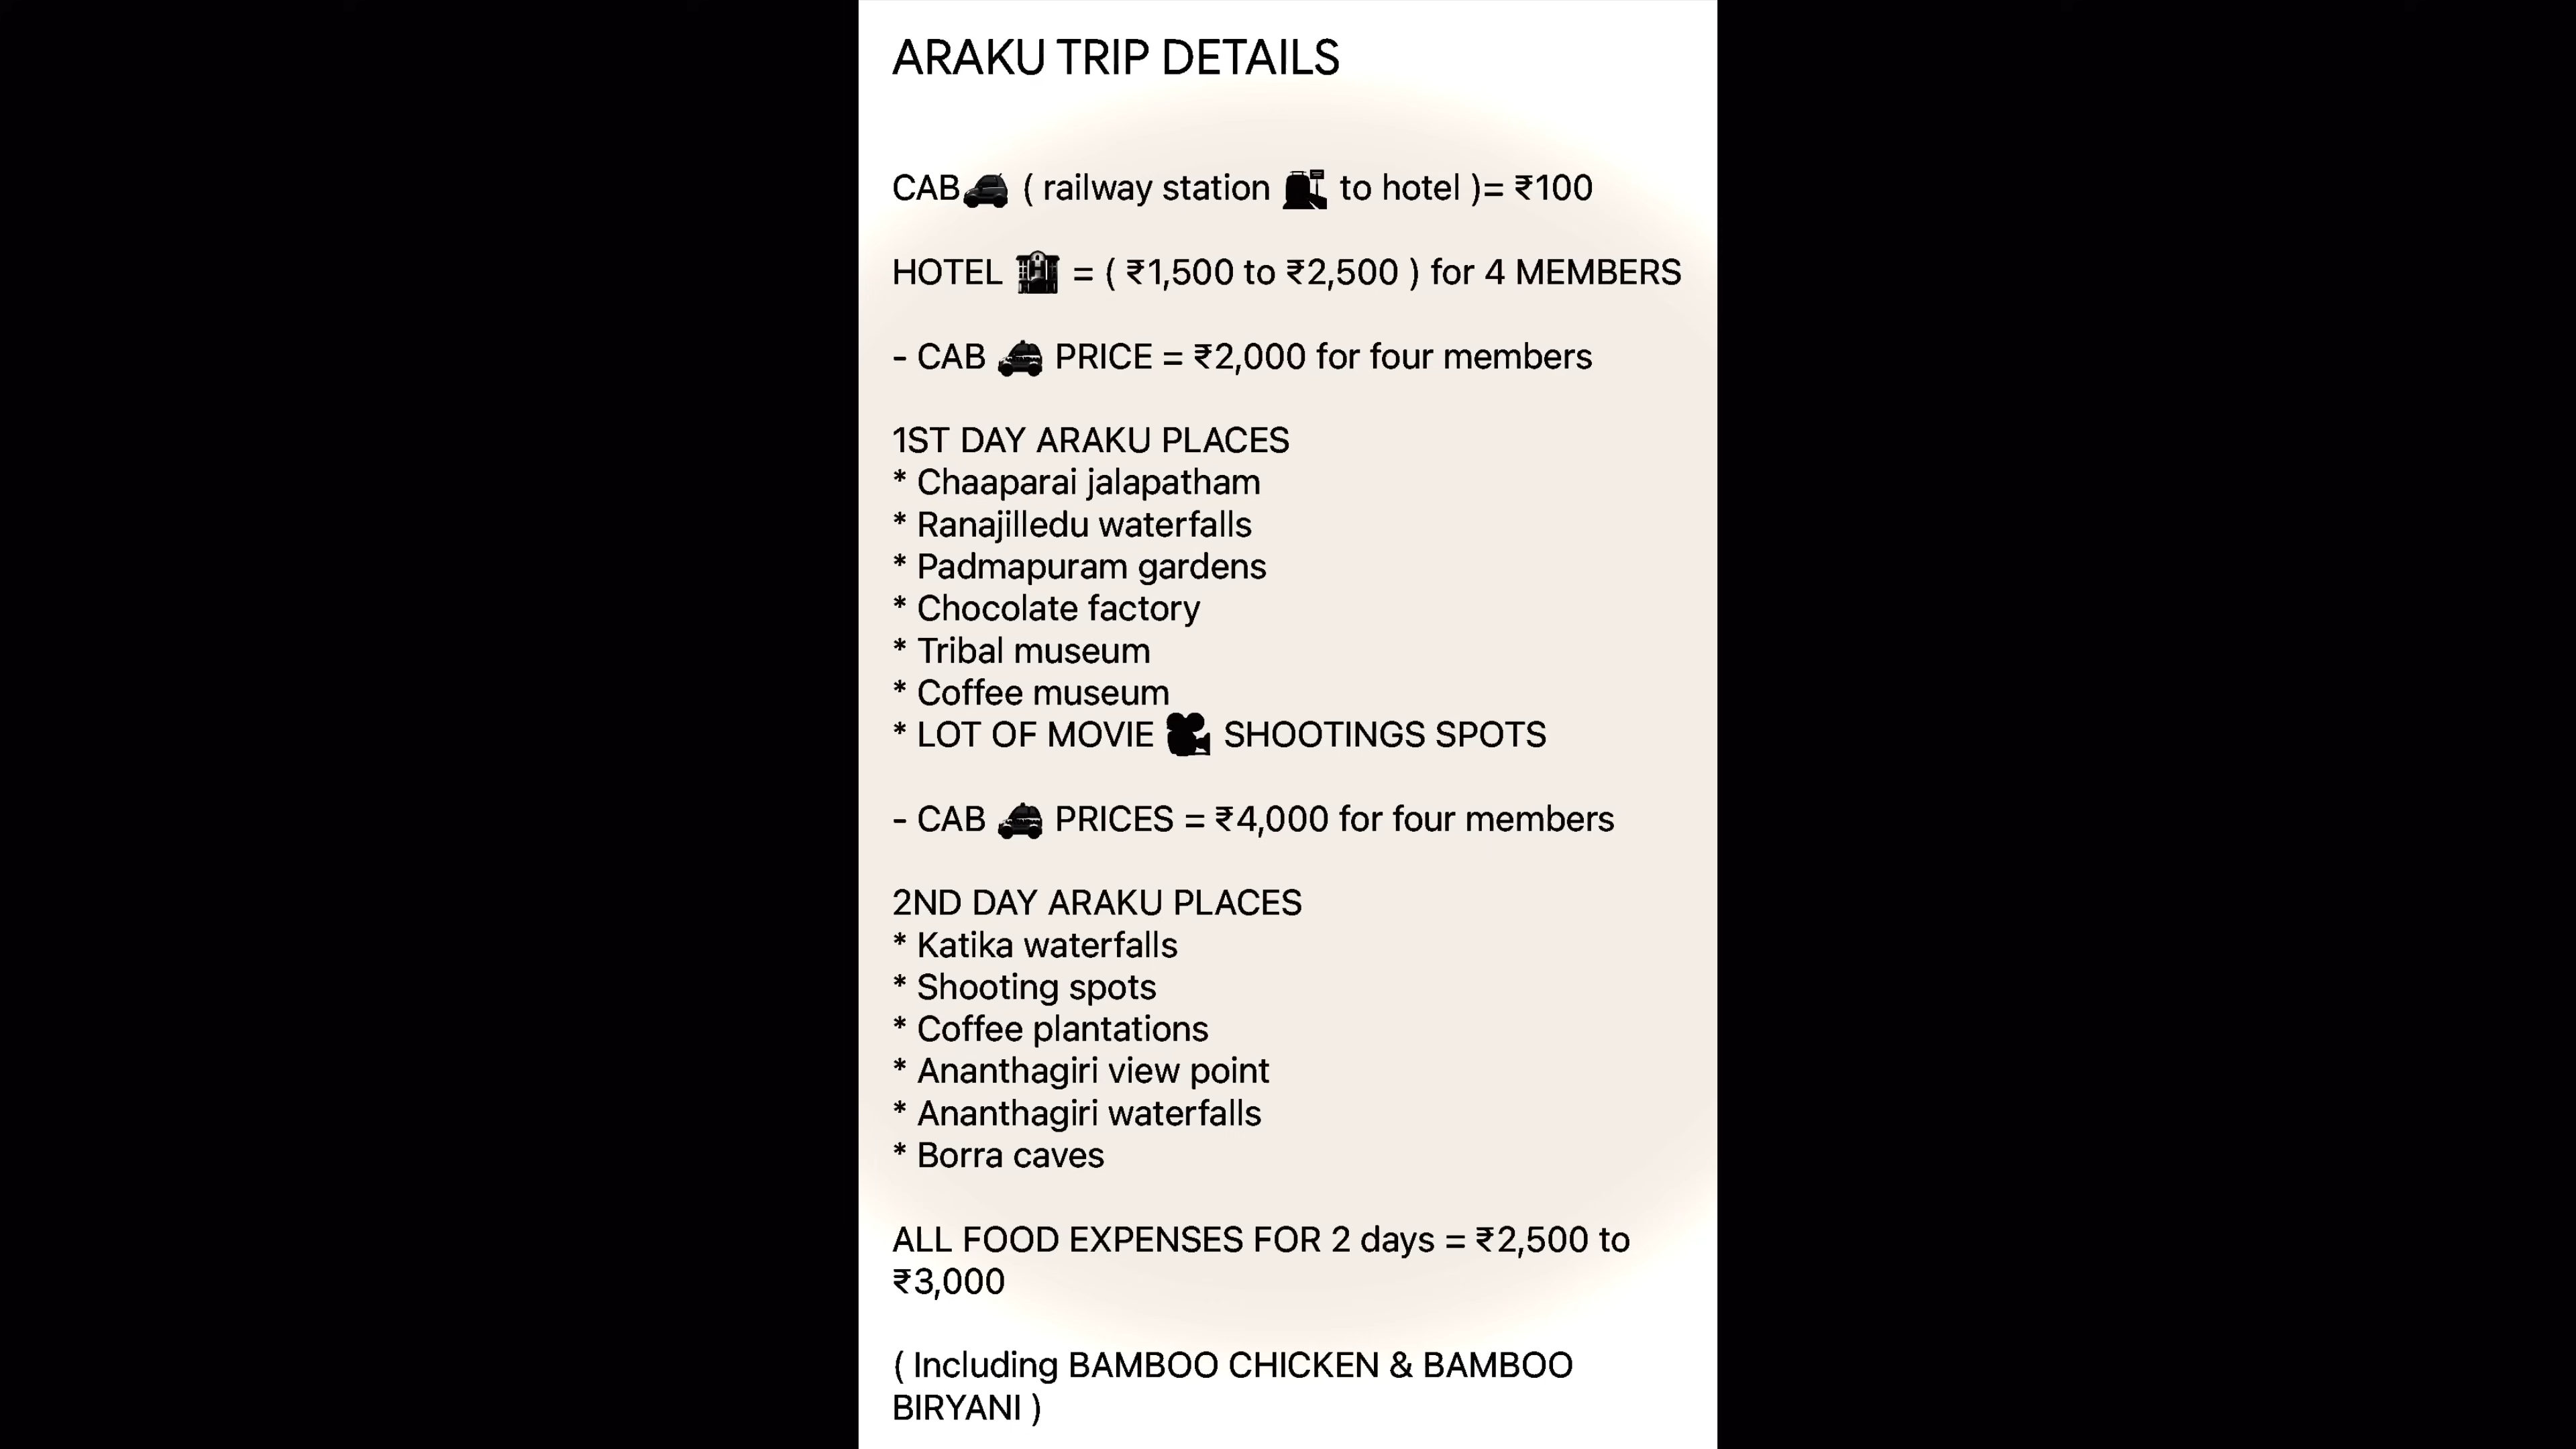 ARAKU TRIP DETAILS
CAB🚗 ( railway station 🚉 to hotel )= ₹100
HOTEL 🏨 = ( ₹1,500 to ₹2,500 ) for 4 MEMBERS
- CAB 🚕 PRICE = ₹2,000 for four members
1ST DAY ARAKU PLACES
* Chaaparai jalapatham
* Ranajilledu waterfalls
* Padmapuram gardens
* Chocolate factory
* Tribal museum
* Coffee museum
* LOT OF MOVIE 🎥 SHOOTINGS SPOTS
- CAB 🚕 PRICES = ₹4,000 for four members
2ND DAY ARAKU PLACES
* Katika waterfalls
* Shooting spots
* Coffee plantations
* Ananthagiri view point
* Ananthagiri waterfalls
* Borra caves
ALL FOOD EXPENSES FOR 2 days = ₹2,500 to
₹3,000
( Including BAMBOO CHICKEN & BAMBOO
BIRYANI )